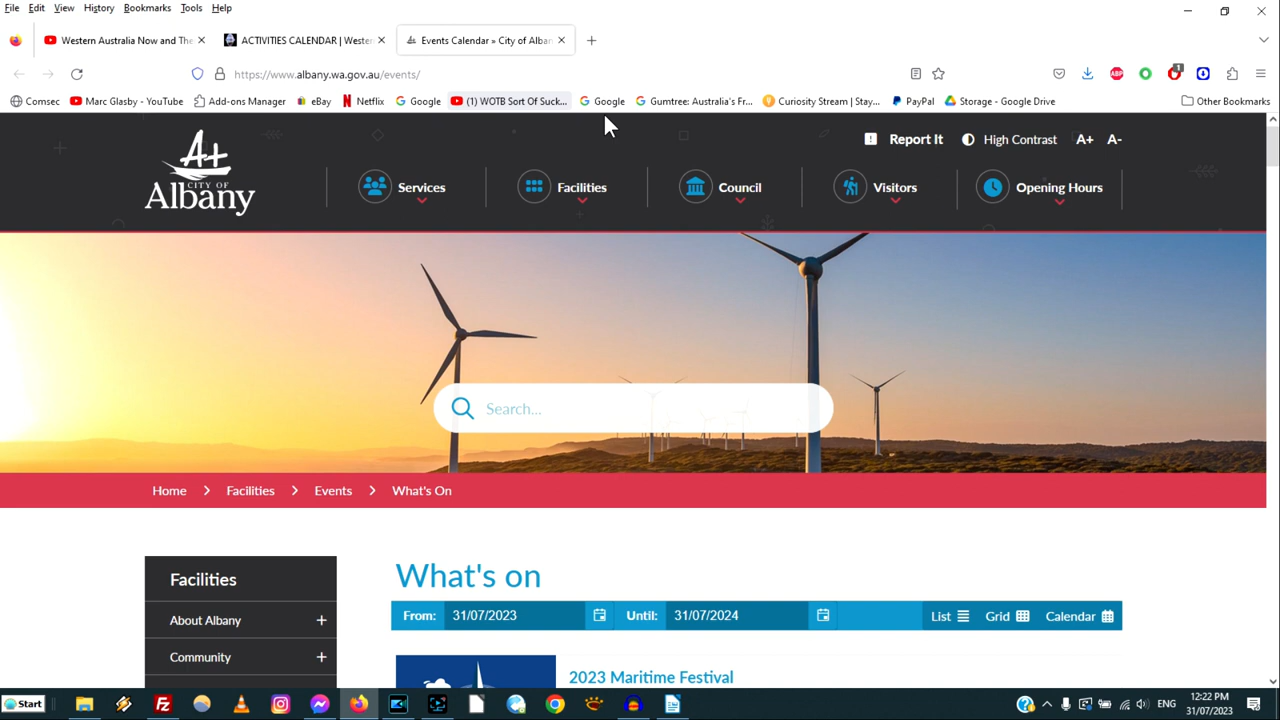 File Edit View History Bookmarks Tools Help
Western Australia Now and The
ACTIVITIES CALENDAR | Weste
Events Calendar » City of Alban
https://www.albany.wa.gov.au/events/
1
Comsec Marc Glasby - YouTube Add-ons Manager eBay Netflix Google (1) WOTB Sort Of Suck... Google Gumtree: Australia's Fr... Curiosity Stream | Stay... PayPal Storage - Google Drive Other Bookmarks
Report It High Contrast A+ A-
CITY OF
Albany
Services Facilities Council Visitors Opening Hours
Search...
Home > Facilities > Events > What's On
Facilities
About Albany +
Community +
What's on
From: 31/07/2023 Until: 31/07/2024 List Grid Calendar
2023 Maritime Festival
Start
ENG
12:22 PM
31/07/2023